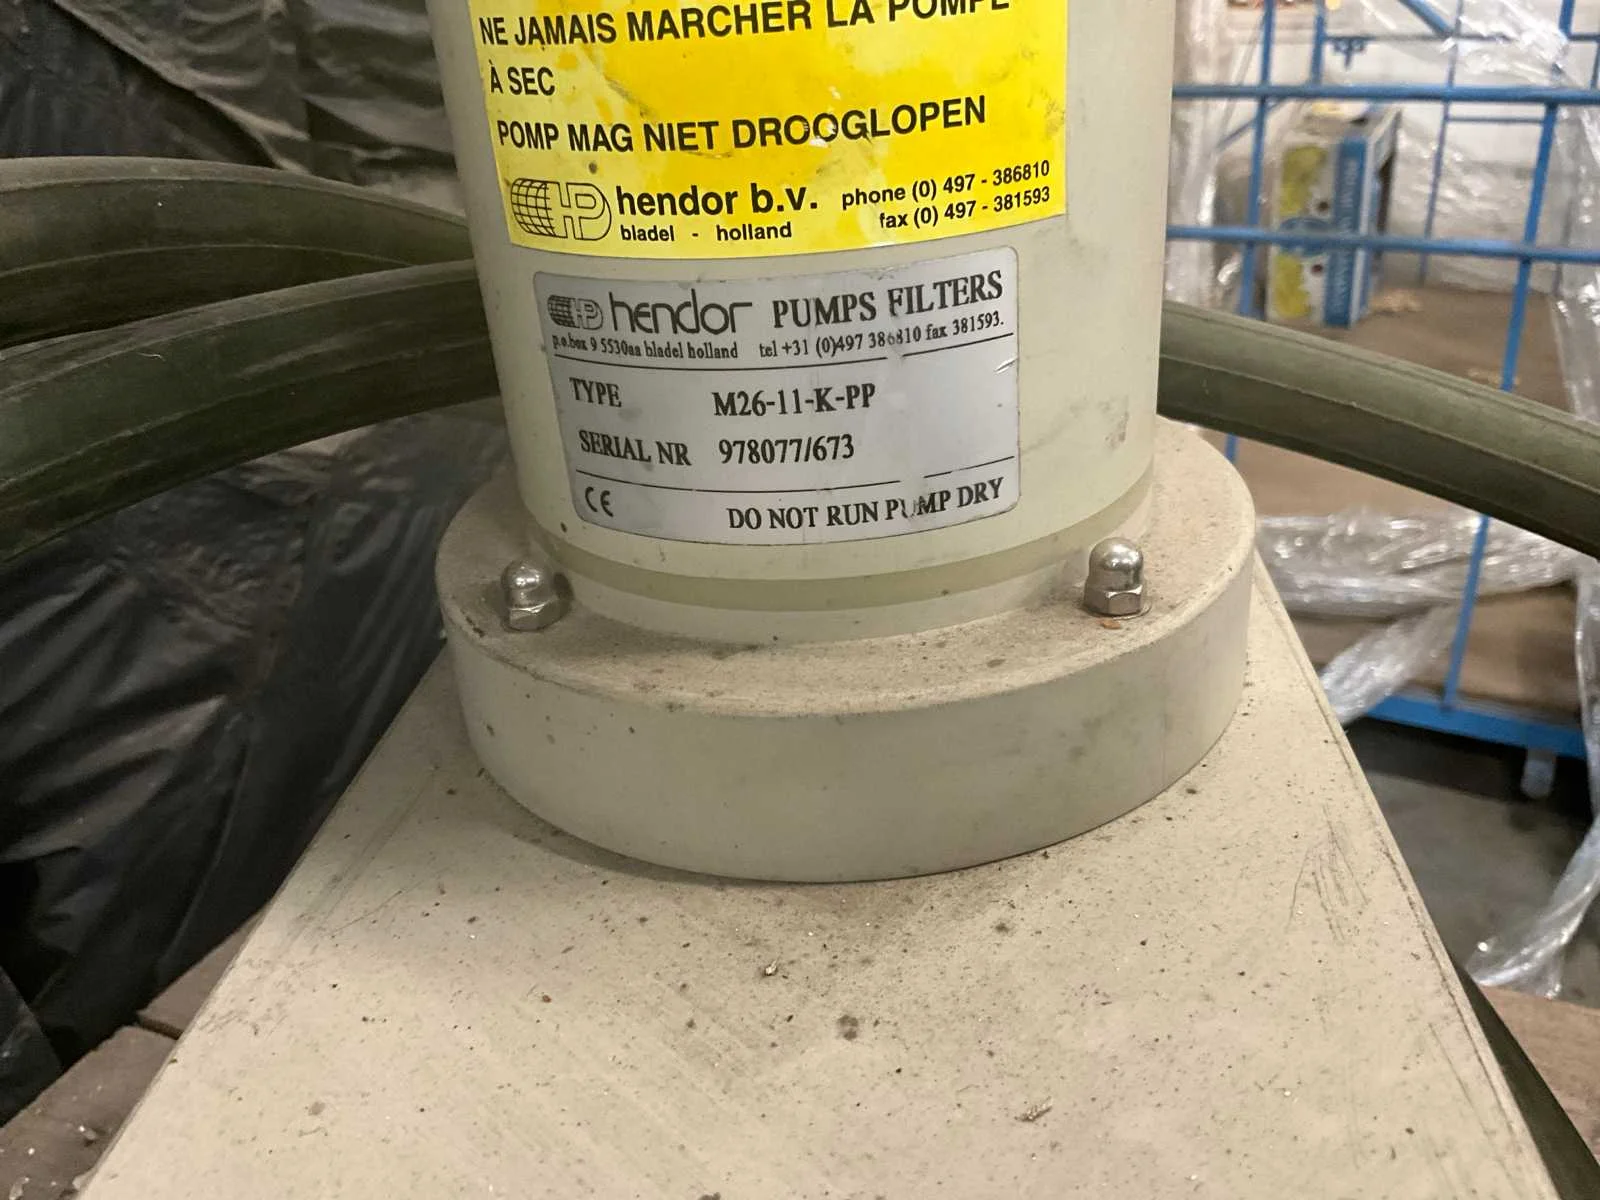 NE JAMAIS MARCHER LA POMPE
À SEC
POMP MAG NIET DROOGLOPEN
HP hendor b.v. phone (0) 497 - 386810
bladel - holland fax (0) 497 - 381593
HP hendor PUMPS FILTERS
p.o.box 9 5530aa bladel holland tel +31 (0)497 386810 fax 381593.
TYPE M26-11-K-PP
SERIAL NR 978077/673
CE DO NOT RUN PUMP DRY